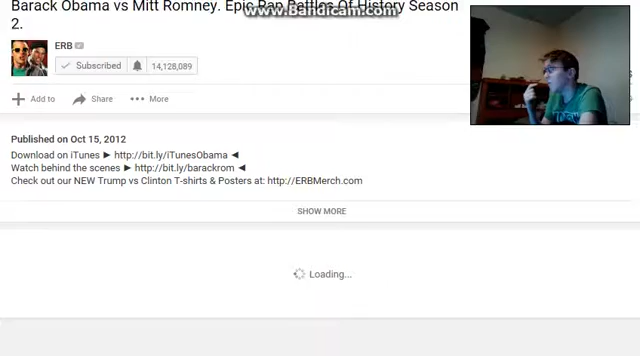 Barack Obama vs Mitt Romney. Epic Rap Battles Of History Season
www.Bandicam.com
2.
ERB
Subscribed
14,128,089
Add to
Share
More
Published on Oct 15, 2012
Download on iTunes ► http://bit.ly/iTunesObama ◄
Watch behind the scenes ► http://bit.ly/barackrom ◄
Check out our NEW Trump vs Clinton T-shirts & Posters at: http://ERBMerch.com
SHOW MORE
Loading...